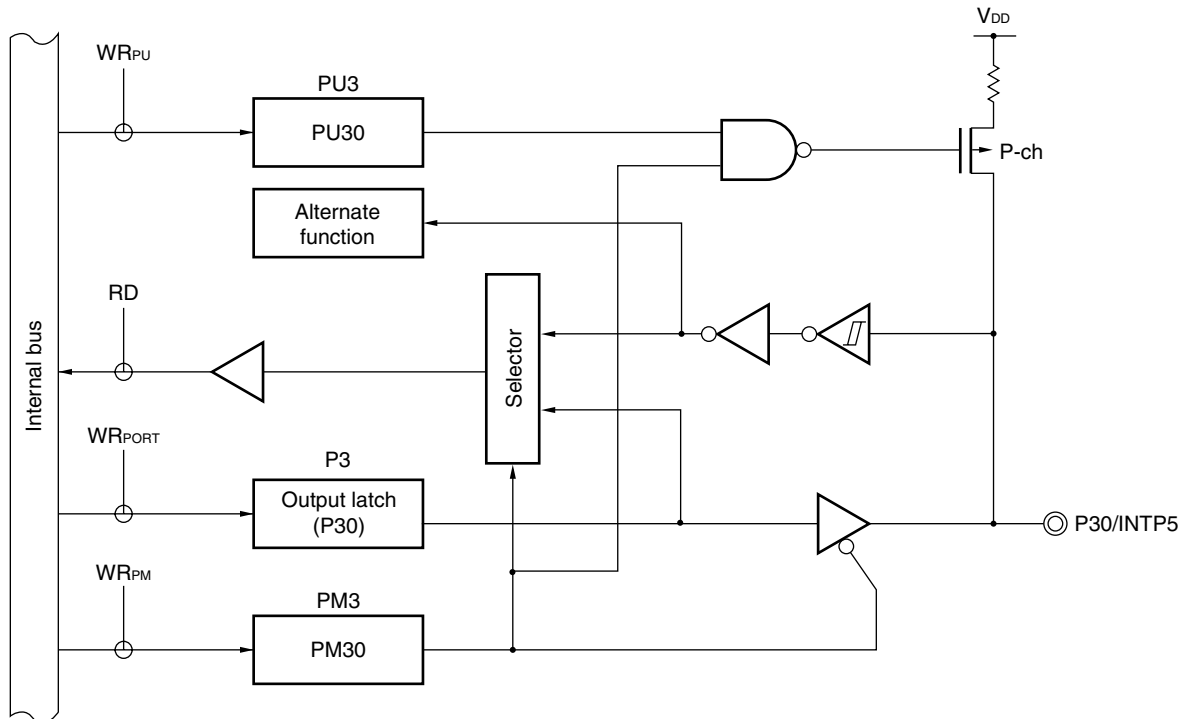 VDD
WRPU
PU3
PU30
P-ch
Alternate
function
RD
Selector
Internal bus
WRPORT
P3
Output latch
(P30)
P30/INTP5
WRPM
PM3
PM30